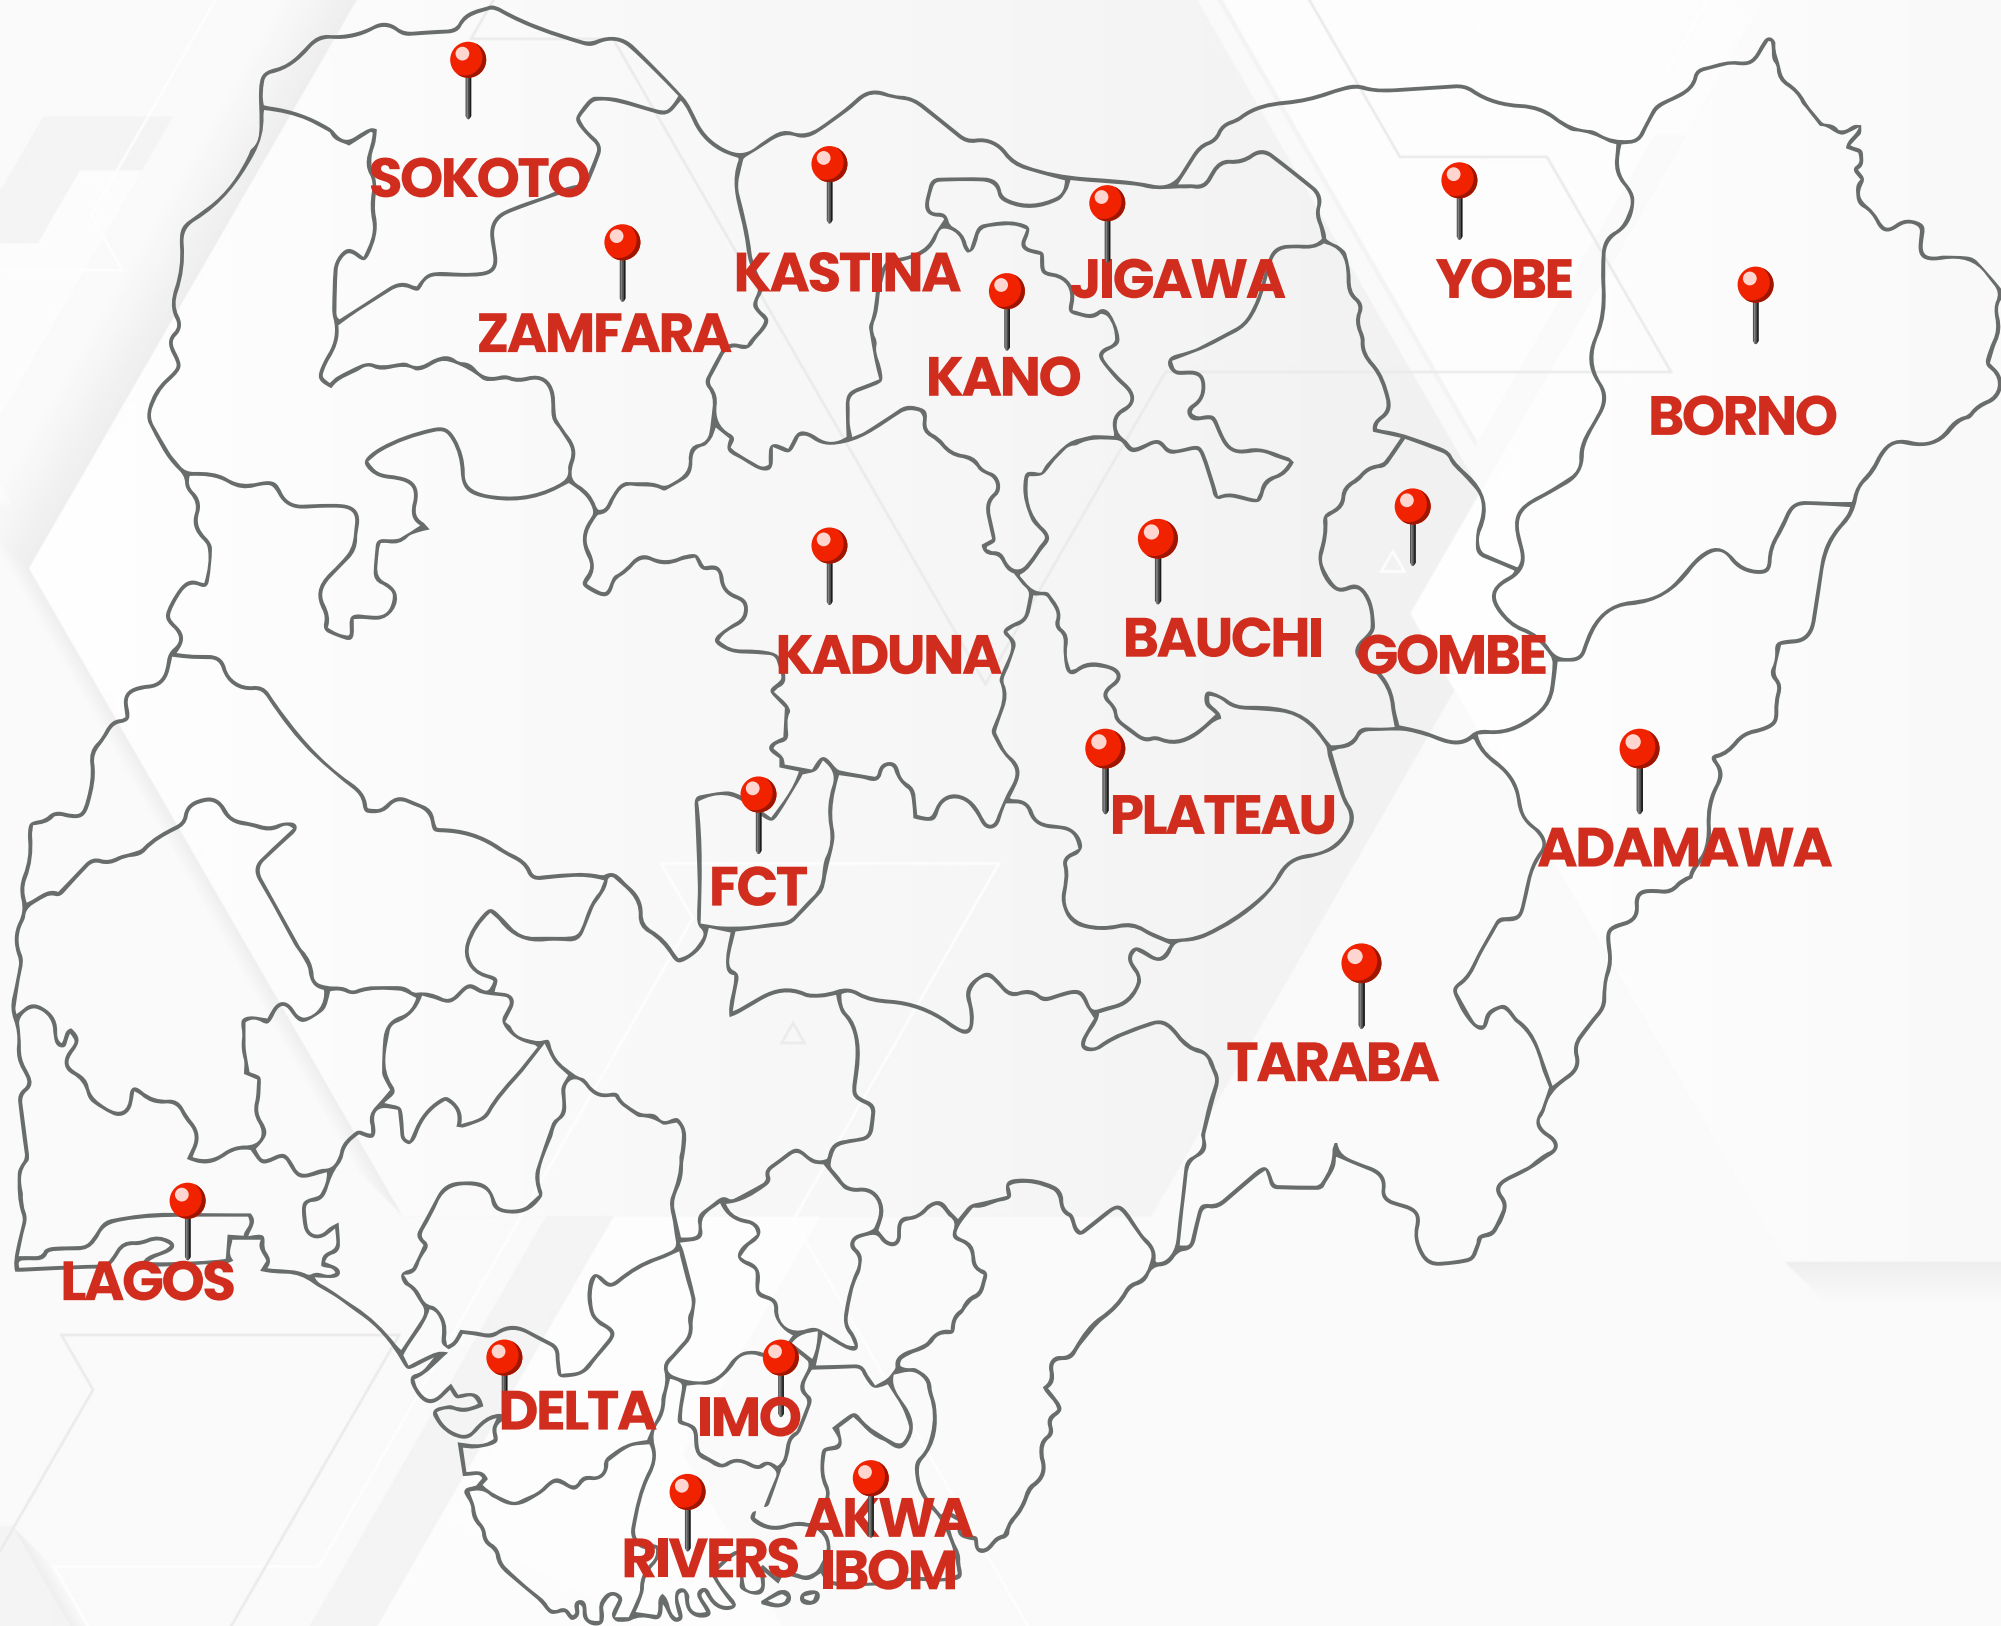 SOKOTO
KASTINA
JIGAWA
YOBE
ZAMFARA
KANO
BORNO
KADUNA
BAUCHI
GOMBE
PLATEAU
ADAMAWA
FCT
TARABA
LAGOS
DELTA
IMO
RIVERS
AKWA
IBOM